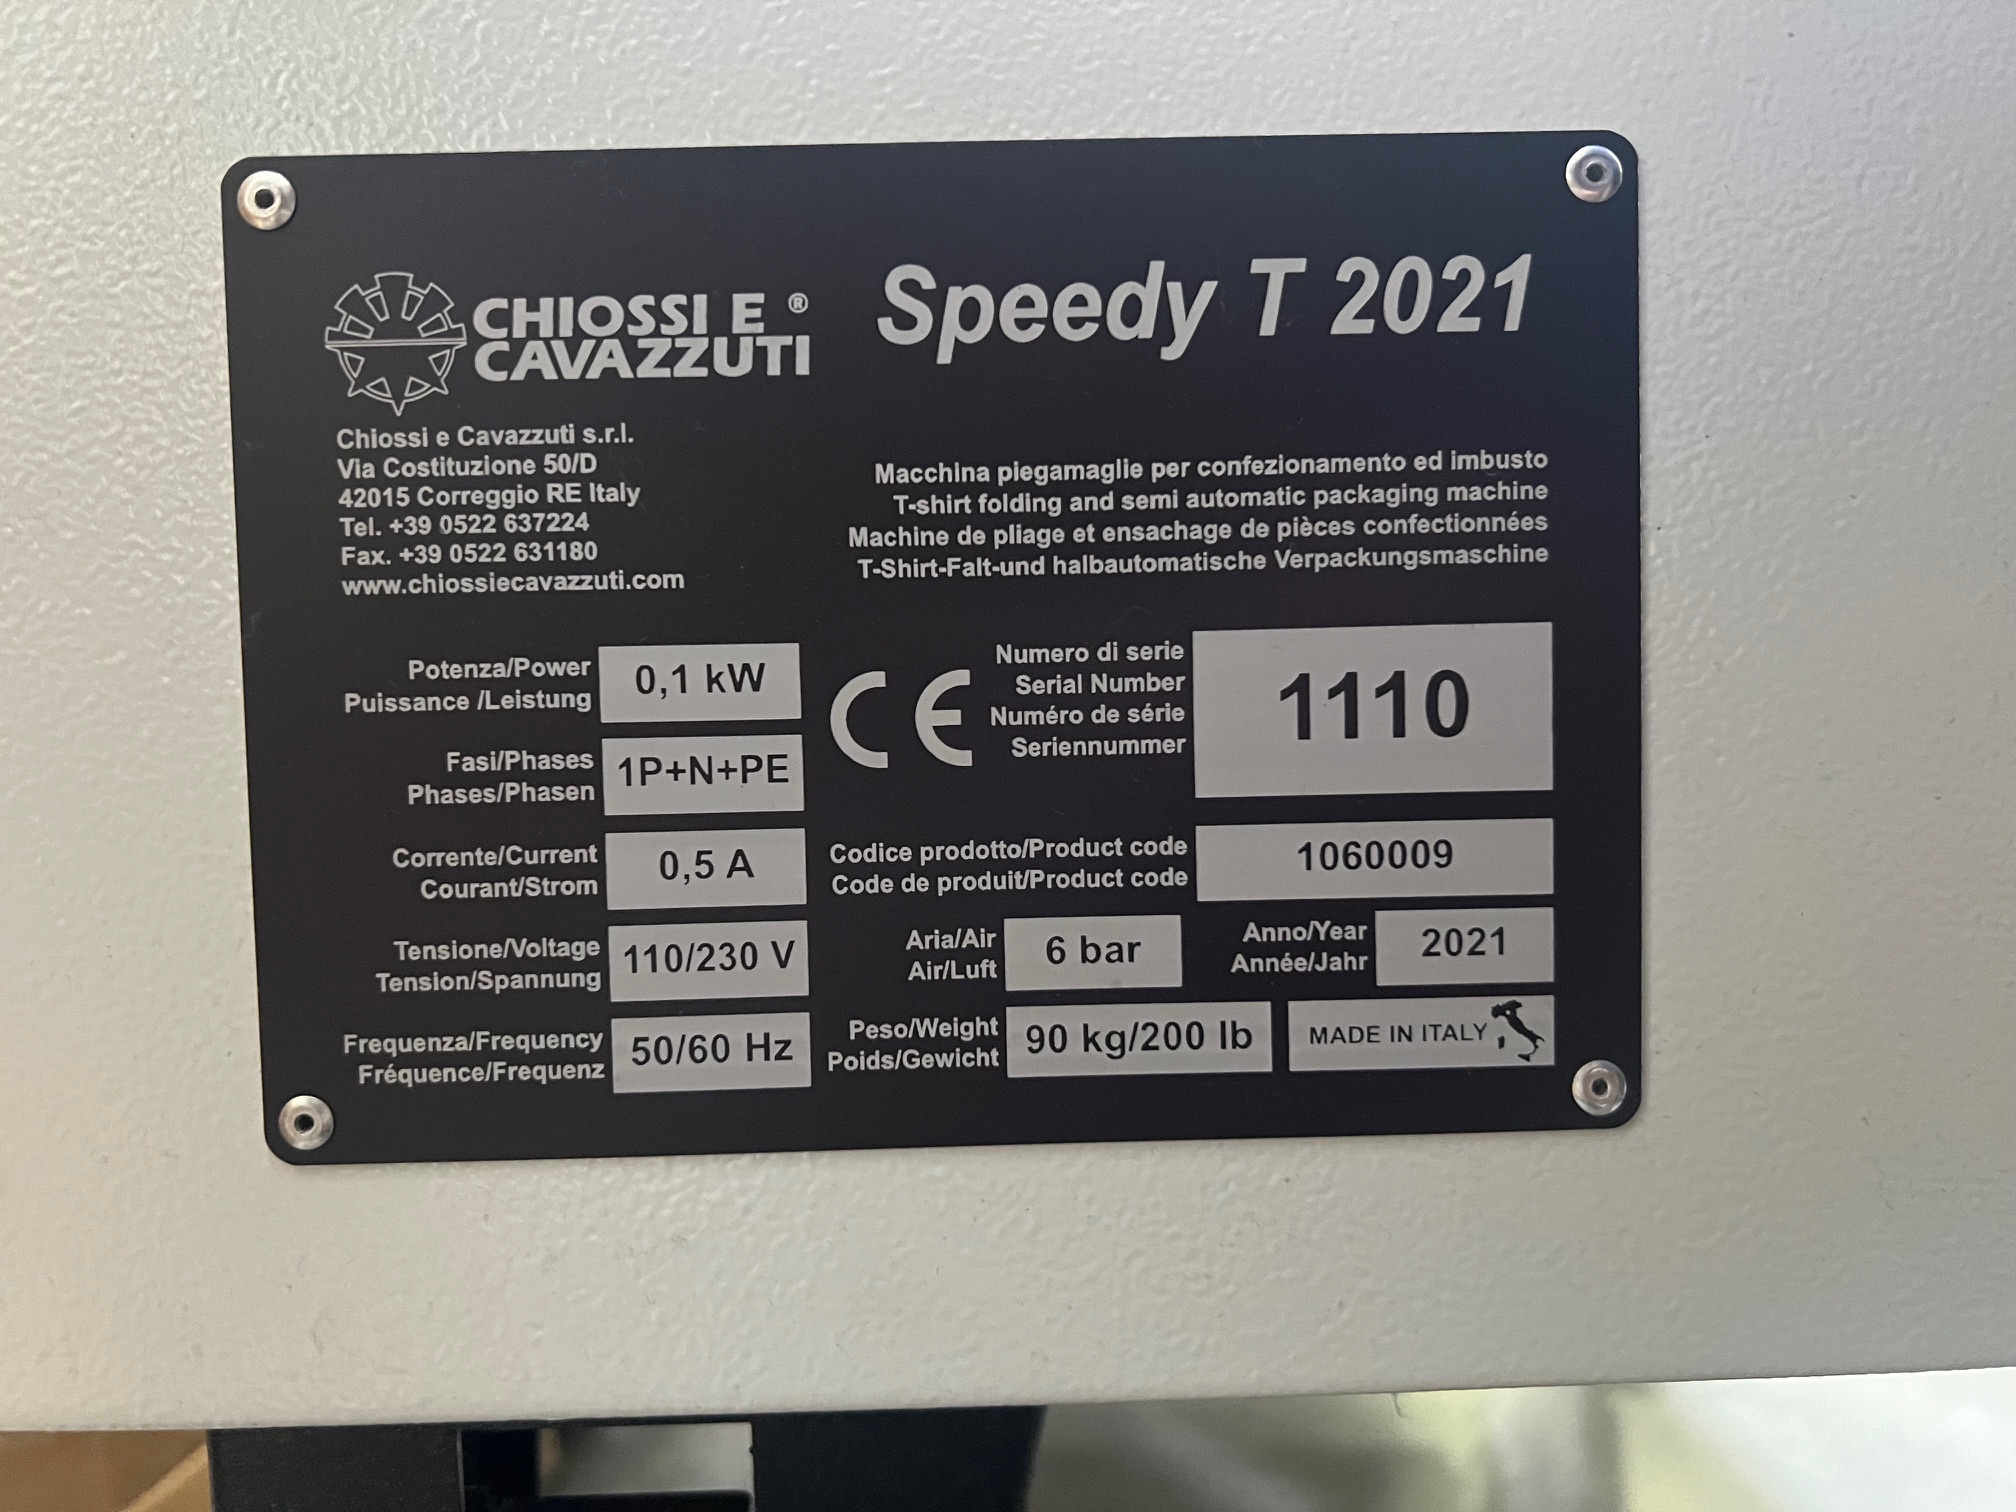 CHIOSSI E ®
CAVAZZUTI
Speedy T 2021
Chiossi e Cavazzuti s.r.l.
Via Costituzione 50/D
42015 Correggio RE Italy
Tel. +39 0522 637224
Fax. +39 0522 631180
www.chiossiecavazzuti.com
Macchina piegamaglie per confezionamento ed imbusto
T-shirt folding and semi automatic packaging machine
Machine de pliage et ensachage de pièces confectionnées
T-Shirt-Falt-und halbautomatische Verpackungsmaschine
Potenza/Power
Puissance /Leistung
0,1 kW
Fasi/Phases
Phases/Phasen
1P+N+PE
Corrente/Current
Courant/Strom
0,5 A
Tensione/Voltage
Tension/Spannung
110/230 V
Frequenza/Frequency
Fréquence/Frequenz
50/60 Hz
CE
Numero di serie
Serial Number
Numéro de série
Seriennummer
1110
Codice prodotto/Product code
Code de produit/Product code
1060009
Aria/Air
Air/Luft
6 bar
Anno/Year
Année/Jahr
2021
Peso/Weight
Poids/Gewicht
90 kg/200 lb
MADE IN ITALY